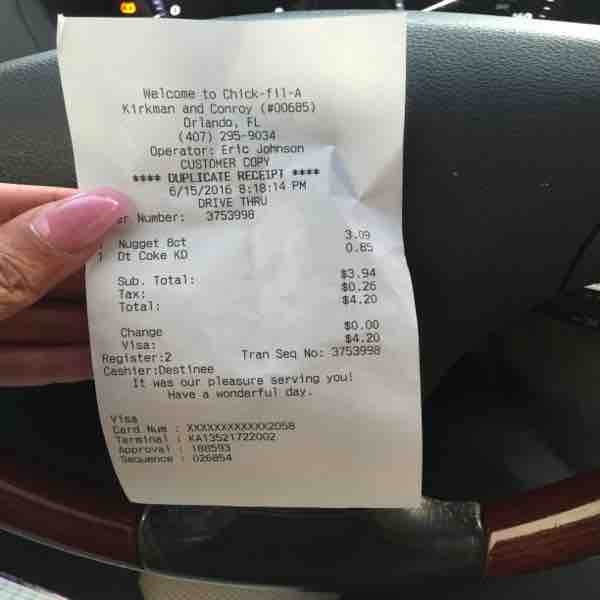 Welcome to Chick-fil-A
Kirkman and Conroy (#00685)
Orlando, FL
(407) 295-9034
Operator: Eric Johnson
CUSTOMER COPY
**** DUPLICATE RECEIPT ****
6/15/2016 8:18:14 PM
DRIVE THRU
er Number: 3753998
Nugget 8ct 3.09
1 Dt Coke KD 0.85
Sub. Total: $3.94
Tax: $0.26
Total: $4.20
Change $0.00
Visa: $4.20
Register:2 Tran Seq No: 3753998
Cashier:Destinee
It was our pleasure serving you!
Have a wonderful day.
Visa
Card Num : XXXXXXXXXXXX2058
Terminal : KA13521722002
Approval : 188593
Sequence : 026854